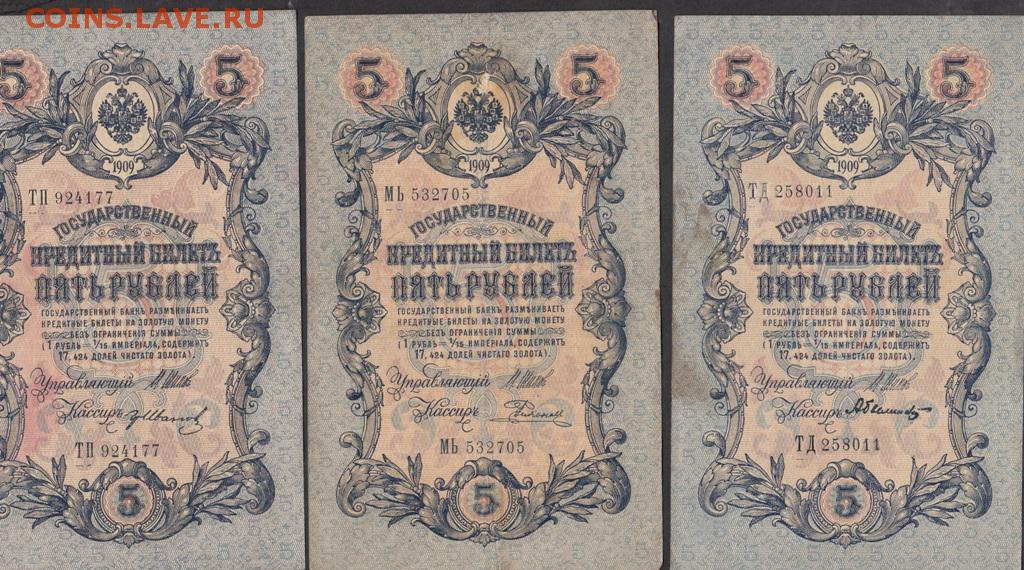 COINS.LAVE.RU
5 5
1909
ТП 924177
ГОСУДАРСТВЕННЫЙ
КРЕДИТНЫЙ БИЛЕТЪ
ПЯТЬ РУБЛЕЙ
ГОСУДАРСТВЕННЫЙ БАНКЪ РАЗМѢНИВАЕТЪ
КРЕДИТНЫЕ БИЛЕТЫ НА ЗОЛОТУЮ МОНЕТУ
БЕЗЪ ОГРАНИЧЕНІЯ СУММЫ
(1 РУБЛЬ = 1/15 ИМПЕРІАЛА, СОДЕРЖИТЪ
17,424 ДОЛЕЙ ЧИСТАГО ЗОЛОТА).
Управляющій
Кассиръ
ТП 924177
5
5 5
1909
МЬ 532705
ГОСУДАРСТВЕННЫЙ
КРЕДИТНЫЙ БИЛЕТЪ
ПЯТЬ РУБЛЕЙ
ГОСУДАРСТВЕННЫЙ БАНКЪ РАЗМѢНИВАЕТЪ
КРЕДИТНЫЕ БИЛЕТЫ НА ЗОЛОТУЮ МОНЕТУ
БЕЗЪ ОГРАНИЧЕНІЯ СУММЫ
(1 РУБЛЬ = 1/15 ИМПЕРІАЛА, СОДЕРЖИТЪ
17,424 ДОЛЕЙ ЧИСТАГО ЗОЛОТА).
Управляющій
Кассиръ
МЬ 532705
5
5 5
1909
ТД 258011
ГОСУДАРСТВЕННЫЙ
КРЕДИТНЫЙ БИЛЕТЪ
ПЯТЬ РУБЛЕЙ
ГОСУДАРСТВЕННЫЙ БАНКЪ РАЗМѢНИВАЕТЪ
КРЕДИТНЫЕ БИЛЕТЫ НА ЗОЛОТУЮ МОНЕТУ
БЕЗЪ ОГРАНИЧЕНІЯ СУММЫ
(1 РУБЛЬ = 1/15 ИМПЕРІАЛА, СОДЕРЖИТЪ
17,424 ДОЛЕЙ ЧИСТАГО ЗОЛОТА).
Управляющій
Кассиръ
ТД 258011
5